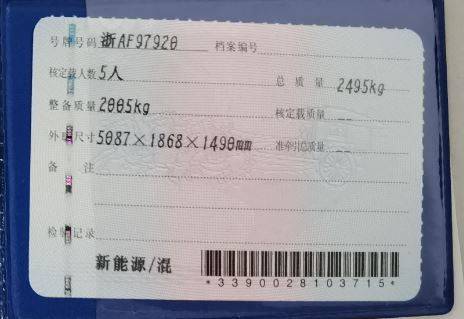 号牌号码 浙AF97920 档案编号
核定载人数 5人 总质量 2495kg
整备质量 2005kg 核定载质量 --
外廓尺寸 5087×1868×1490mm 准牵引总质量 --
备注
检验记录
新能源/混
*3390028103715*